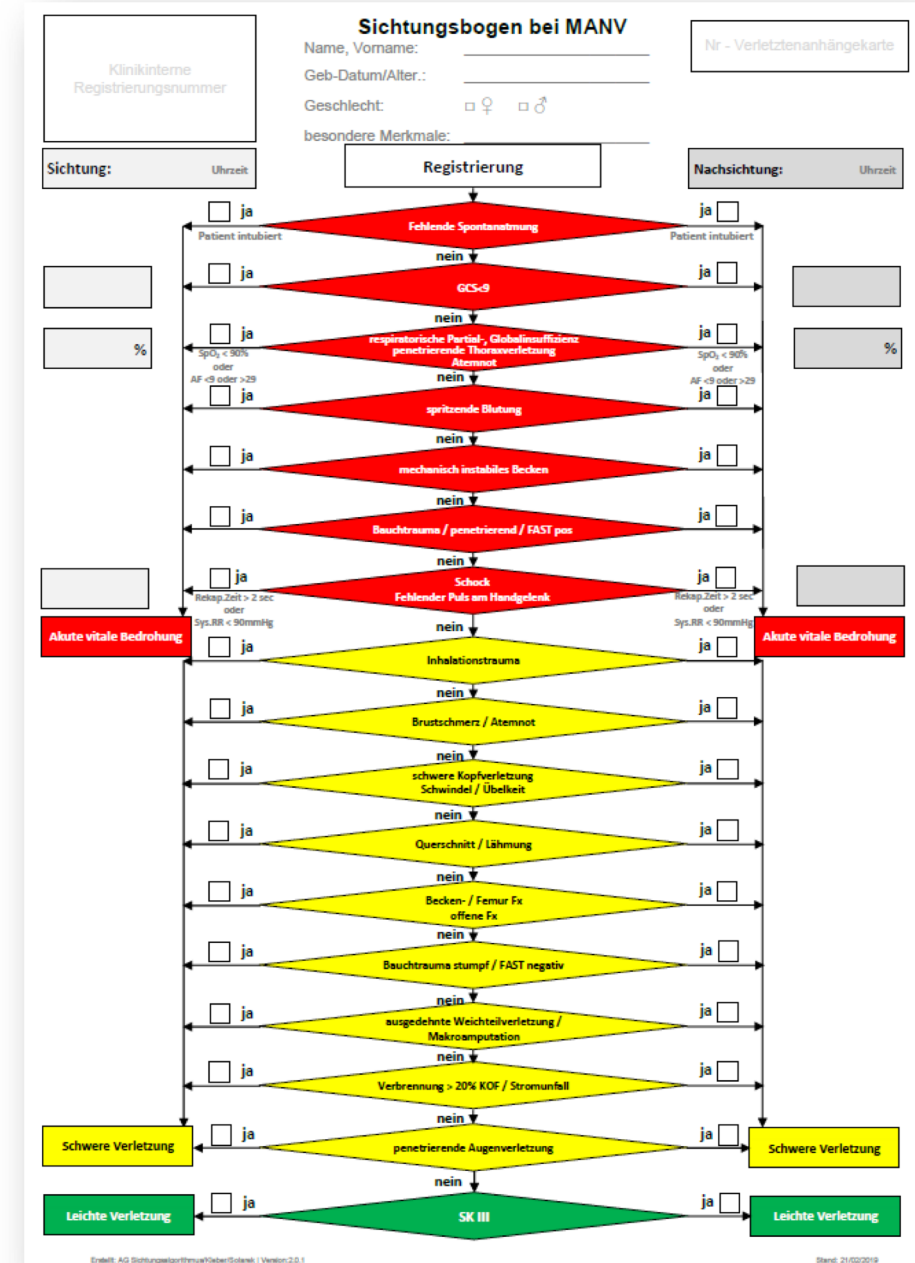 Sichtungsbogen bei MANV
Klinikinterne
Registrierungsnummer
Name, Vorname:
Geb-Datum/Alter.:
Geschlecht: □ ♀ □ ♂
besondere Merkmale:
Nr - Verletztenanhängekarte
Sichtung: Uhrzeit
Registrierung
Nachsichtung: Uhrzeit
ja
Patient intubiert
Fehlende Spontanatmung
ja
Patient intubiert
nein
ja
GCS<9
ja
nein
%
ja
SpO₂ < 90%
oder
AF <9 oder >29
respiratorische Partial-, Globalinsuffizienz
penetrierende Thoraxverletzung
Atemnot
ja
SpO₂ < 90%
oder
AF <9 oder >29
%
nein
ja
spritzende Blutung
ja
nein
ja
mechanisch instabiles Becken
ja
nein
ja
Bauchtrauma / penetrierend / FAST pos
ja
nein
ja
Rekap.Zeit > 2 sec
oder
Sys.RR < 90mmHg
Schock
Fehlender Puls am Handgelenk
ja
Rekap.Zeit > 2 sec
oder
Sys.RR < 90mmHg
nein
Akute vitale Bedrohung
Akute vitale Bedrohung
ja
Inhalationstrauma
ja
nein
ja
Brustschmerz / Atemnot
ja
nein
ja
schwere Kopfverletzung
Schwindel / Übelkeit
ja
nein
ja
Querschnitt / Lähmung
ja
nein
ja
Becken- / Femur Fx
offene Fx
ja
nein
ja
Bauchtrauma stumpf / FAST negativ
ja
nein
ja
ausgedehnte Weichteilverletzung /
Makroamputation
ja
nein
ja
Verbrennung > 20% KOF / Stromunfall
ja
nein
Schwere Verletzung
ja
penetrierende Augenverletzung
ja
Schwere Verletzung
nein
Leichte Verletzung
ja
SK III
ja
Leichte Verletzung
Erstellt: AG Sichtungsalgorithmus/Kleber/Solarek | Version:2.0.1
Stand: 21/02/2019